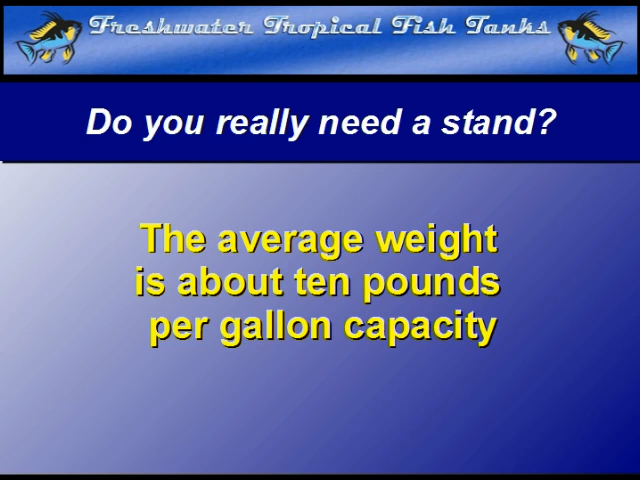 Freshwater Tropical Fish Tanks
Do you really need a stand?
The average weight
is about ten pounds
per gallon capacity